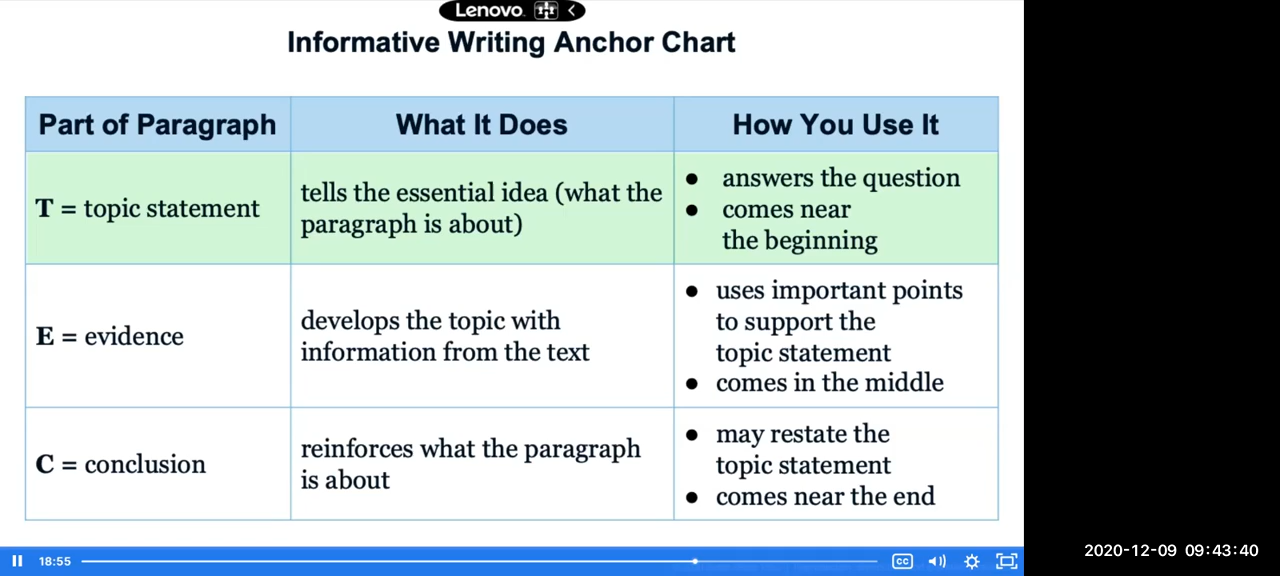 Lenovo
Informative Writing Anchor Chart
Part of Paragraph
What It Does
How You Use It
T = topic statement
tells the essential idea (what the
paragraph is about)
● answers the question
● comes near
the beginning
E = evidence
develops the topic with
information from the text
● uses important points
to support the
topic statement
● comes in the middle
C = conclusion
reinforces what the paragraph
is about
● may restate the
topic statement
● comes near the end
18:55
CC
2020-12-09 09:43:40